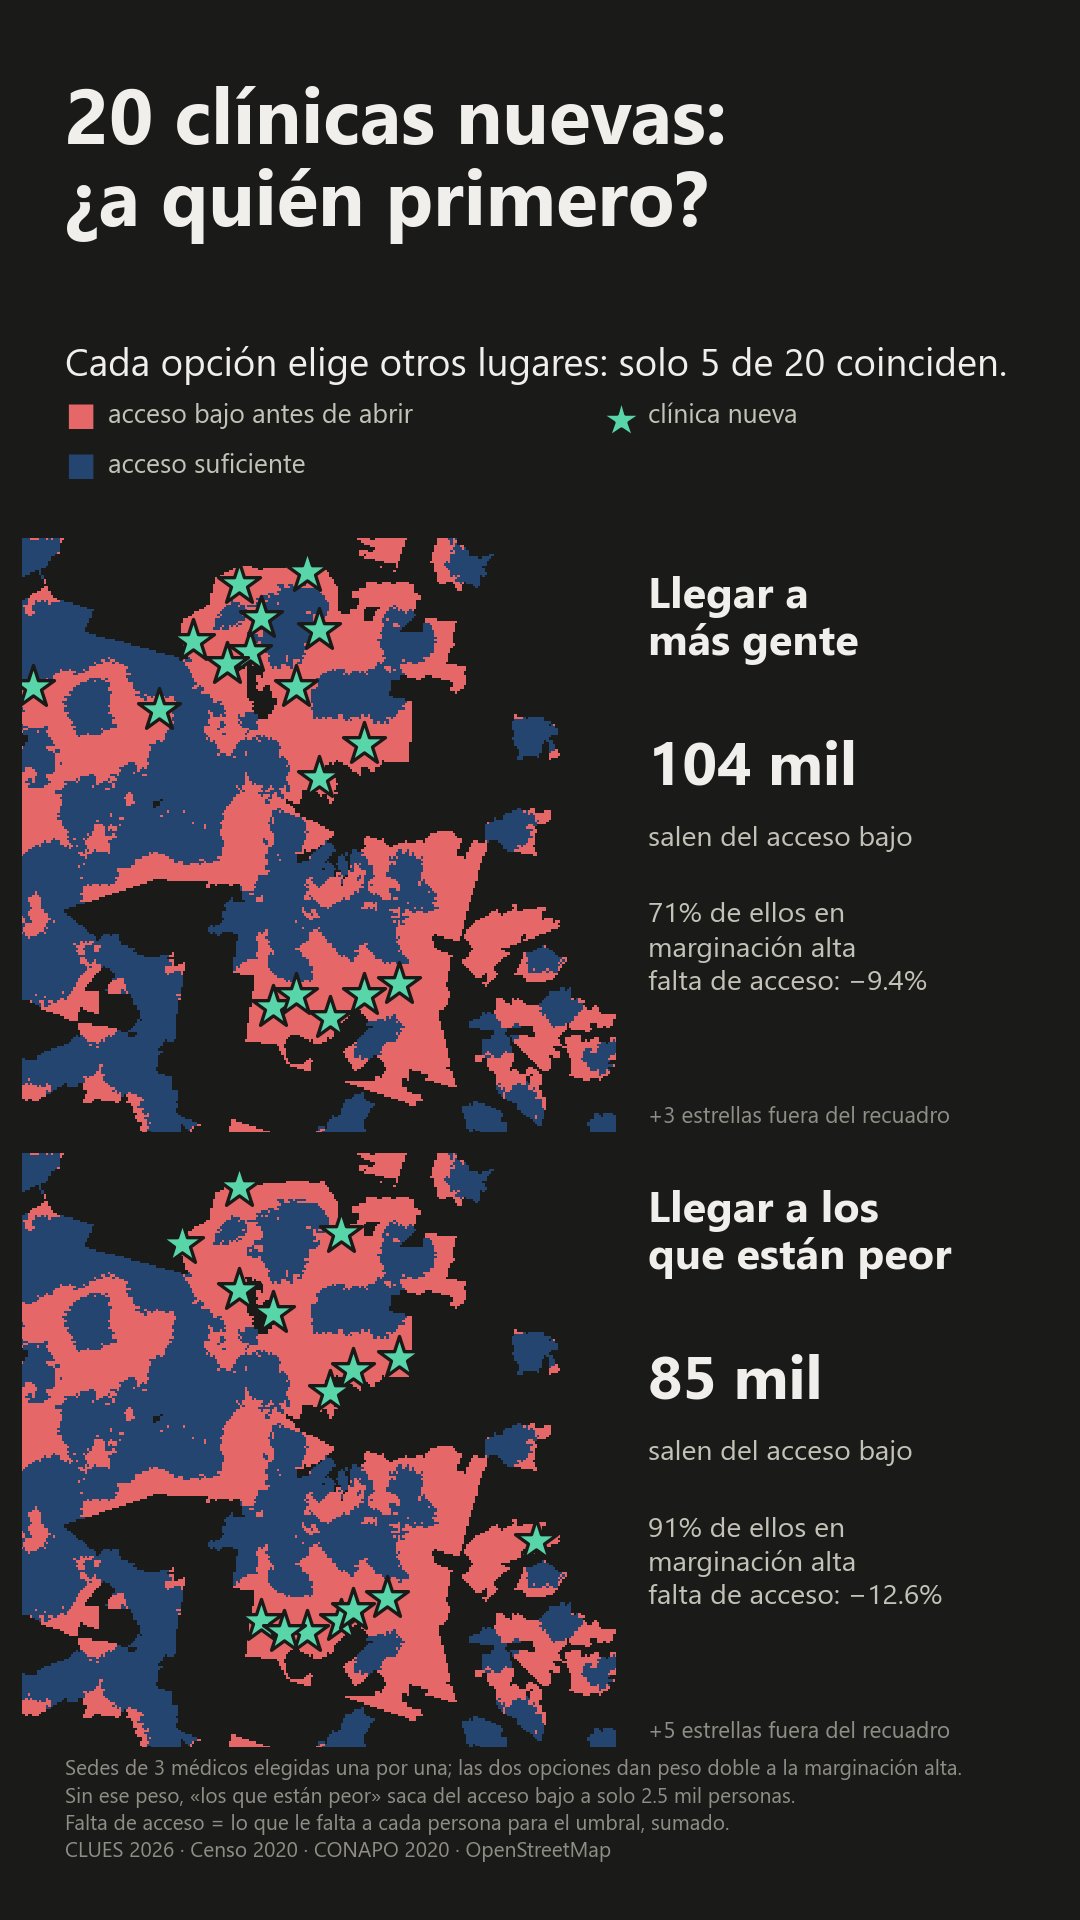 20 clínicas nuevas:
¿a quién primero?
Cada opción elige otros lugares: solo 5 de 20 coinciden.
acceso bajo antes de abrir
clínica nueva
acceso suficiente
Llegar a
más gente
104 mil
salen del acceso bajo
71% de ellos en
marginación alta
falta de acceso: −9.4%
+3 estrellas fuera del recuadro
Llegar a los
que están peor
85 mil
salen del acceso bajo
91% de ellos en
marginación alta
falta de acceso: −12.6%
+5 estrellas fuera del recuadro
Sedes de 3 médicos elegidas una por una; las dos opciones dan peso doble a la marginación alta.
Sin ese peso, «los que están peor» saca del acceso bajo a solo 2.5 mil personas.
Falta de acceso = lo que le falta a cada persona para el umbral, sumado.
CLUES 2026 · Censo 2020 · CONAPO 2020 · OpenStreetMap